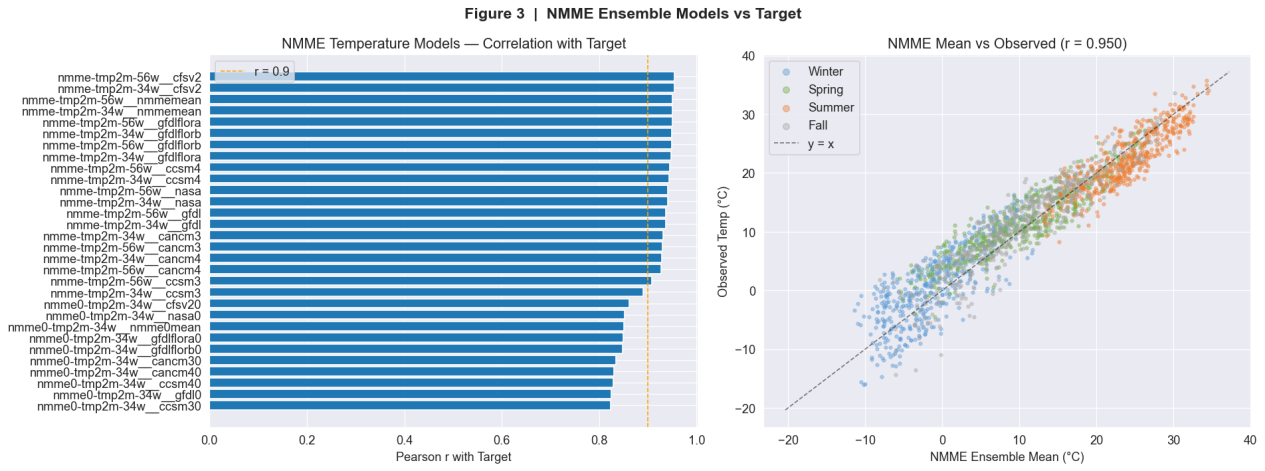 Figure 3 | NMME Ensemble Models vs Target
NMME Temperature Models — Correlation with Target
r = 0.9
nmme-tmp2m-56w__cfsv2
nmme-tmp2m-34w__cfsv2
nmme-tmp2m-56w__nmmemean
nmme-tmp2m-34w__nmmemean
nmme-tmp2m-56w__gfdlflora
nmme-tmp2m-34w__gfdlflorb
nmme-tmp2m-56w__gfdlflorb
nmme-tmp2m-34w__gfdlflora
nmme-tmp2m-56w__ccsm4
nmme-tmp2m-34w__ccsm4
nmme-tmp2m-56w__nasa
nmme-tmp2m-34w__nasa
nmme-tmp2m-56w__gfdl
nmme-tmp2m-34w__gfdl
nmme-tmp2m-34w__cancm3
nmme-tmp2m-56w__cancm3
nmme-tmp2m-34w__cancm4
nmme-tmp2m-56w__cancm4
nmme-tmp2m-56w__ccsm3
nmme-tmp2m-34w__ccsm3
nmme0-tmp2m-34w__cfsv20
nmme0-tmp2m-34w__nasa0
nmme0-tmp2m-34w__nmme0mean
nmme0-tmp2m-34w__gfdlflora0
nmme0-tmp2m-34w__gfdlflorb0
nmme0-tmp2m-34w__cancm30
nmme0-tmp2m-34w__cancm40
nmme0-tmp2m-34w__ccsm40
nmme0-tmp2m-34w__gfdl0
nmme0-tmp2m-34w__ccsm30
0.0 0.2 0.4 0.6 0.8 1.0
Pearson r with Target
NMME Mean vs Observed (r = 0.950)
Winter
Spring
Summer
Fall
y = x
Observed Temp (°C)
40
30
20
10
0
−10
−20
−20 −10 0 10 20 30 40
NMME Ensemble Mean (°C)